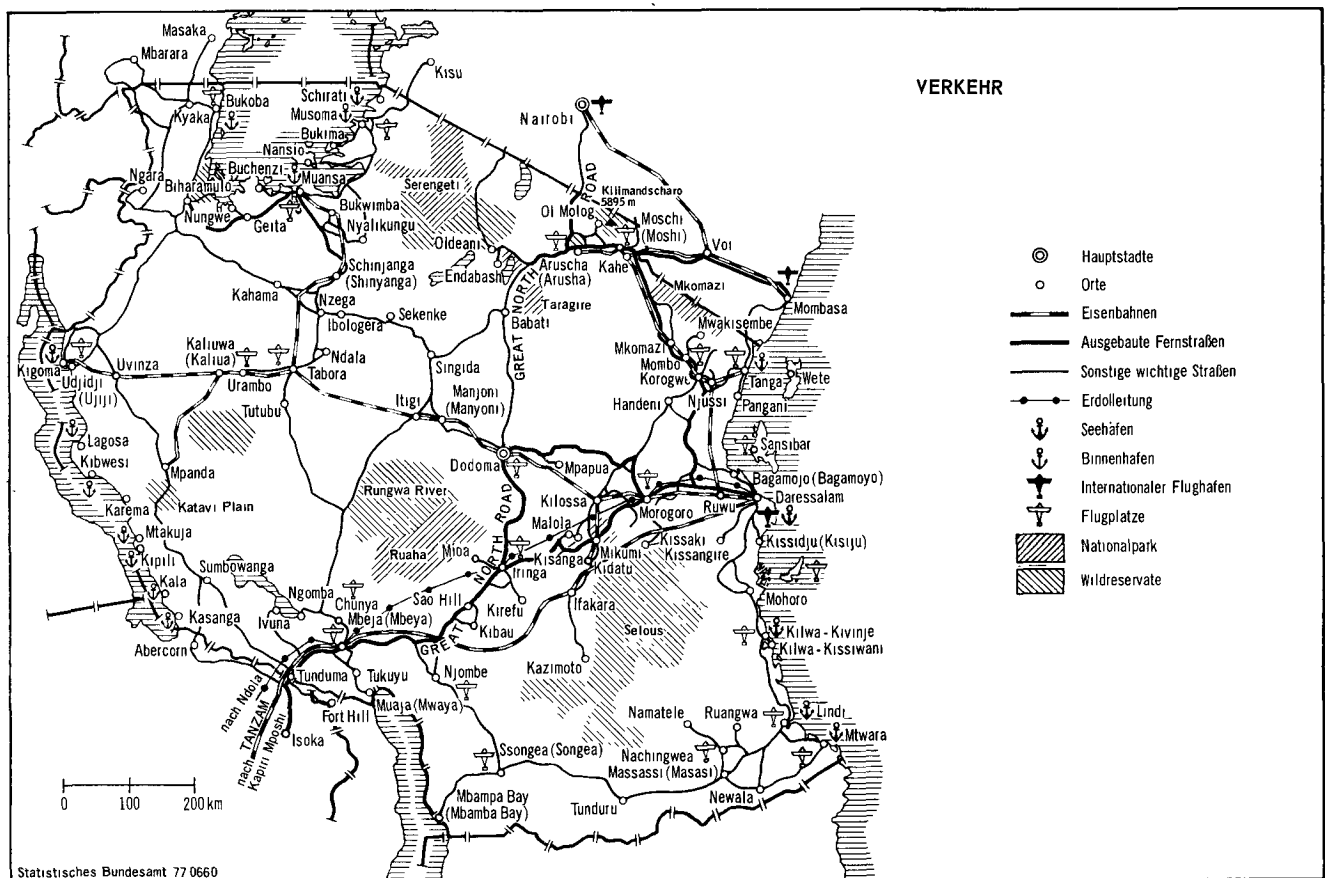 VERKEHR
Masaka
Mbarara
Kisu
Schirati
Bukoba
Kyaka
Musoma
Bukima
Nansio
Nairobi
Ngara
Buchenzi
Biharamulo
Muansa
Serengeti
ROAD
Kilimandscharo
5895 m
Nungwe
Geita
Bukwimba
Nyalikungu
Ol Molog
Moschi
(Moshi)
Oldeani
Endabash
Aruscha
(Arusha)
Kahe
Voi
Schinjanga
(Shinyanga)
Kahama
Nzega
Ibologera
Sekenke
GREAT NORTH
Taragire
Babati
Mkomazi
Mombasa
Mwakisembe
Kigoma
Udjidji
(Ujiji)
Uvinza
Kaliuwa
(Kaliua)
Urambo
Tabora
Ndala
Singida
Mkomazi
Mombo
Korogwe
Tanga
Wete
Tutubu
Itigi
Manjoni
(Manyoni)
Handeni
Njussi
Pangani
Lagosa
Kibwesi
Mpanda
Dodoma
Mpapua
Sansibar
Bagamojo (Bagamoyo)
Daressalam
Karema
Katavi Plain
Rungwa River
Kilossa
Morogoro
Ruwu
Mtakuja
Kipili
Ruaha
Mioa
NORTH ROAD
Malola
Kisanga
Mikumi
Kidatu
Kissaki
Kissangire
Kissidju (Kisiju)
Kala
Sumbowanga
Iringa
Kasanga
Ngomba
Ivuna
Chunya
Mbeja (Mbeya)
Sao Hill
Kirefu
Ifakara
Mohoro
Abercorn
GREAT
Kibau
Selous
Kilwa-Kivinje
Kilwa-Kissiwani
Kazimoto
Tunduma
Tukuyu
Njombe
nach Ndola
TANZAM
nach
Kapiri Mposhi
Isoka
Fort Hill
Muaja (Mwaya)
Namatele
Ruangwa
Lindi
Mtwara
Ssongea (Songea)
Nachingwea
Massassi (Masasi)
Mbampa Bay
(Mbamba Bay)
Tunduru
Newala
0 100 200 km
Hauptstadte
Orte
Eisenbahnen
Ausgebaute Fernstraßen
Sonstige wichtige Straßen
Erdolleitung
Seehäfen
Binnenhafen
Internationaler Flughafen
Flugplatze
Nationalpark
Wildreservate
Statistisches Bundesamt 77 0660